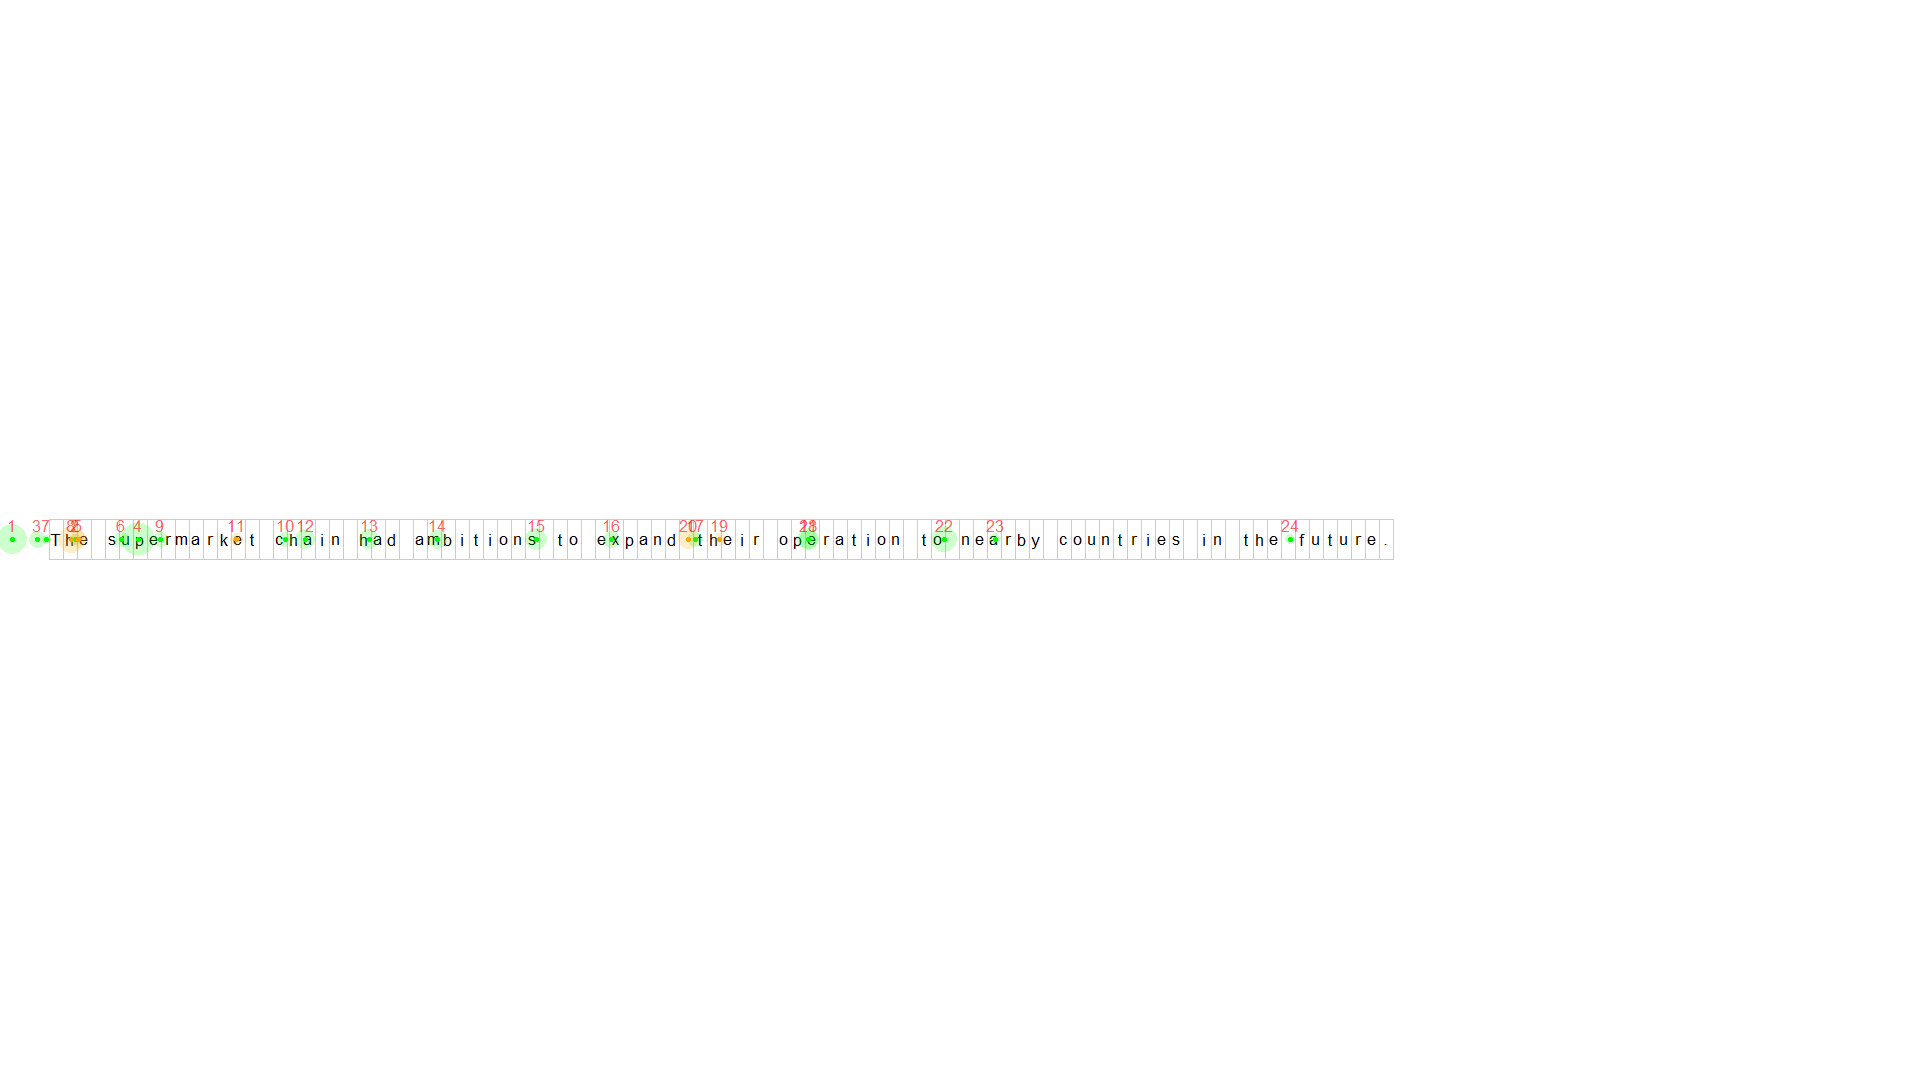 1 37 8 2 5 6 4 9 11 10 12 13 14 15 16 20 17 19 18 22 23 24
The supermarket chain had ambitions to expand their operation to nearby countries in the future.